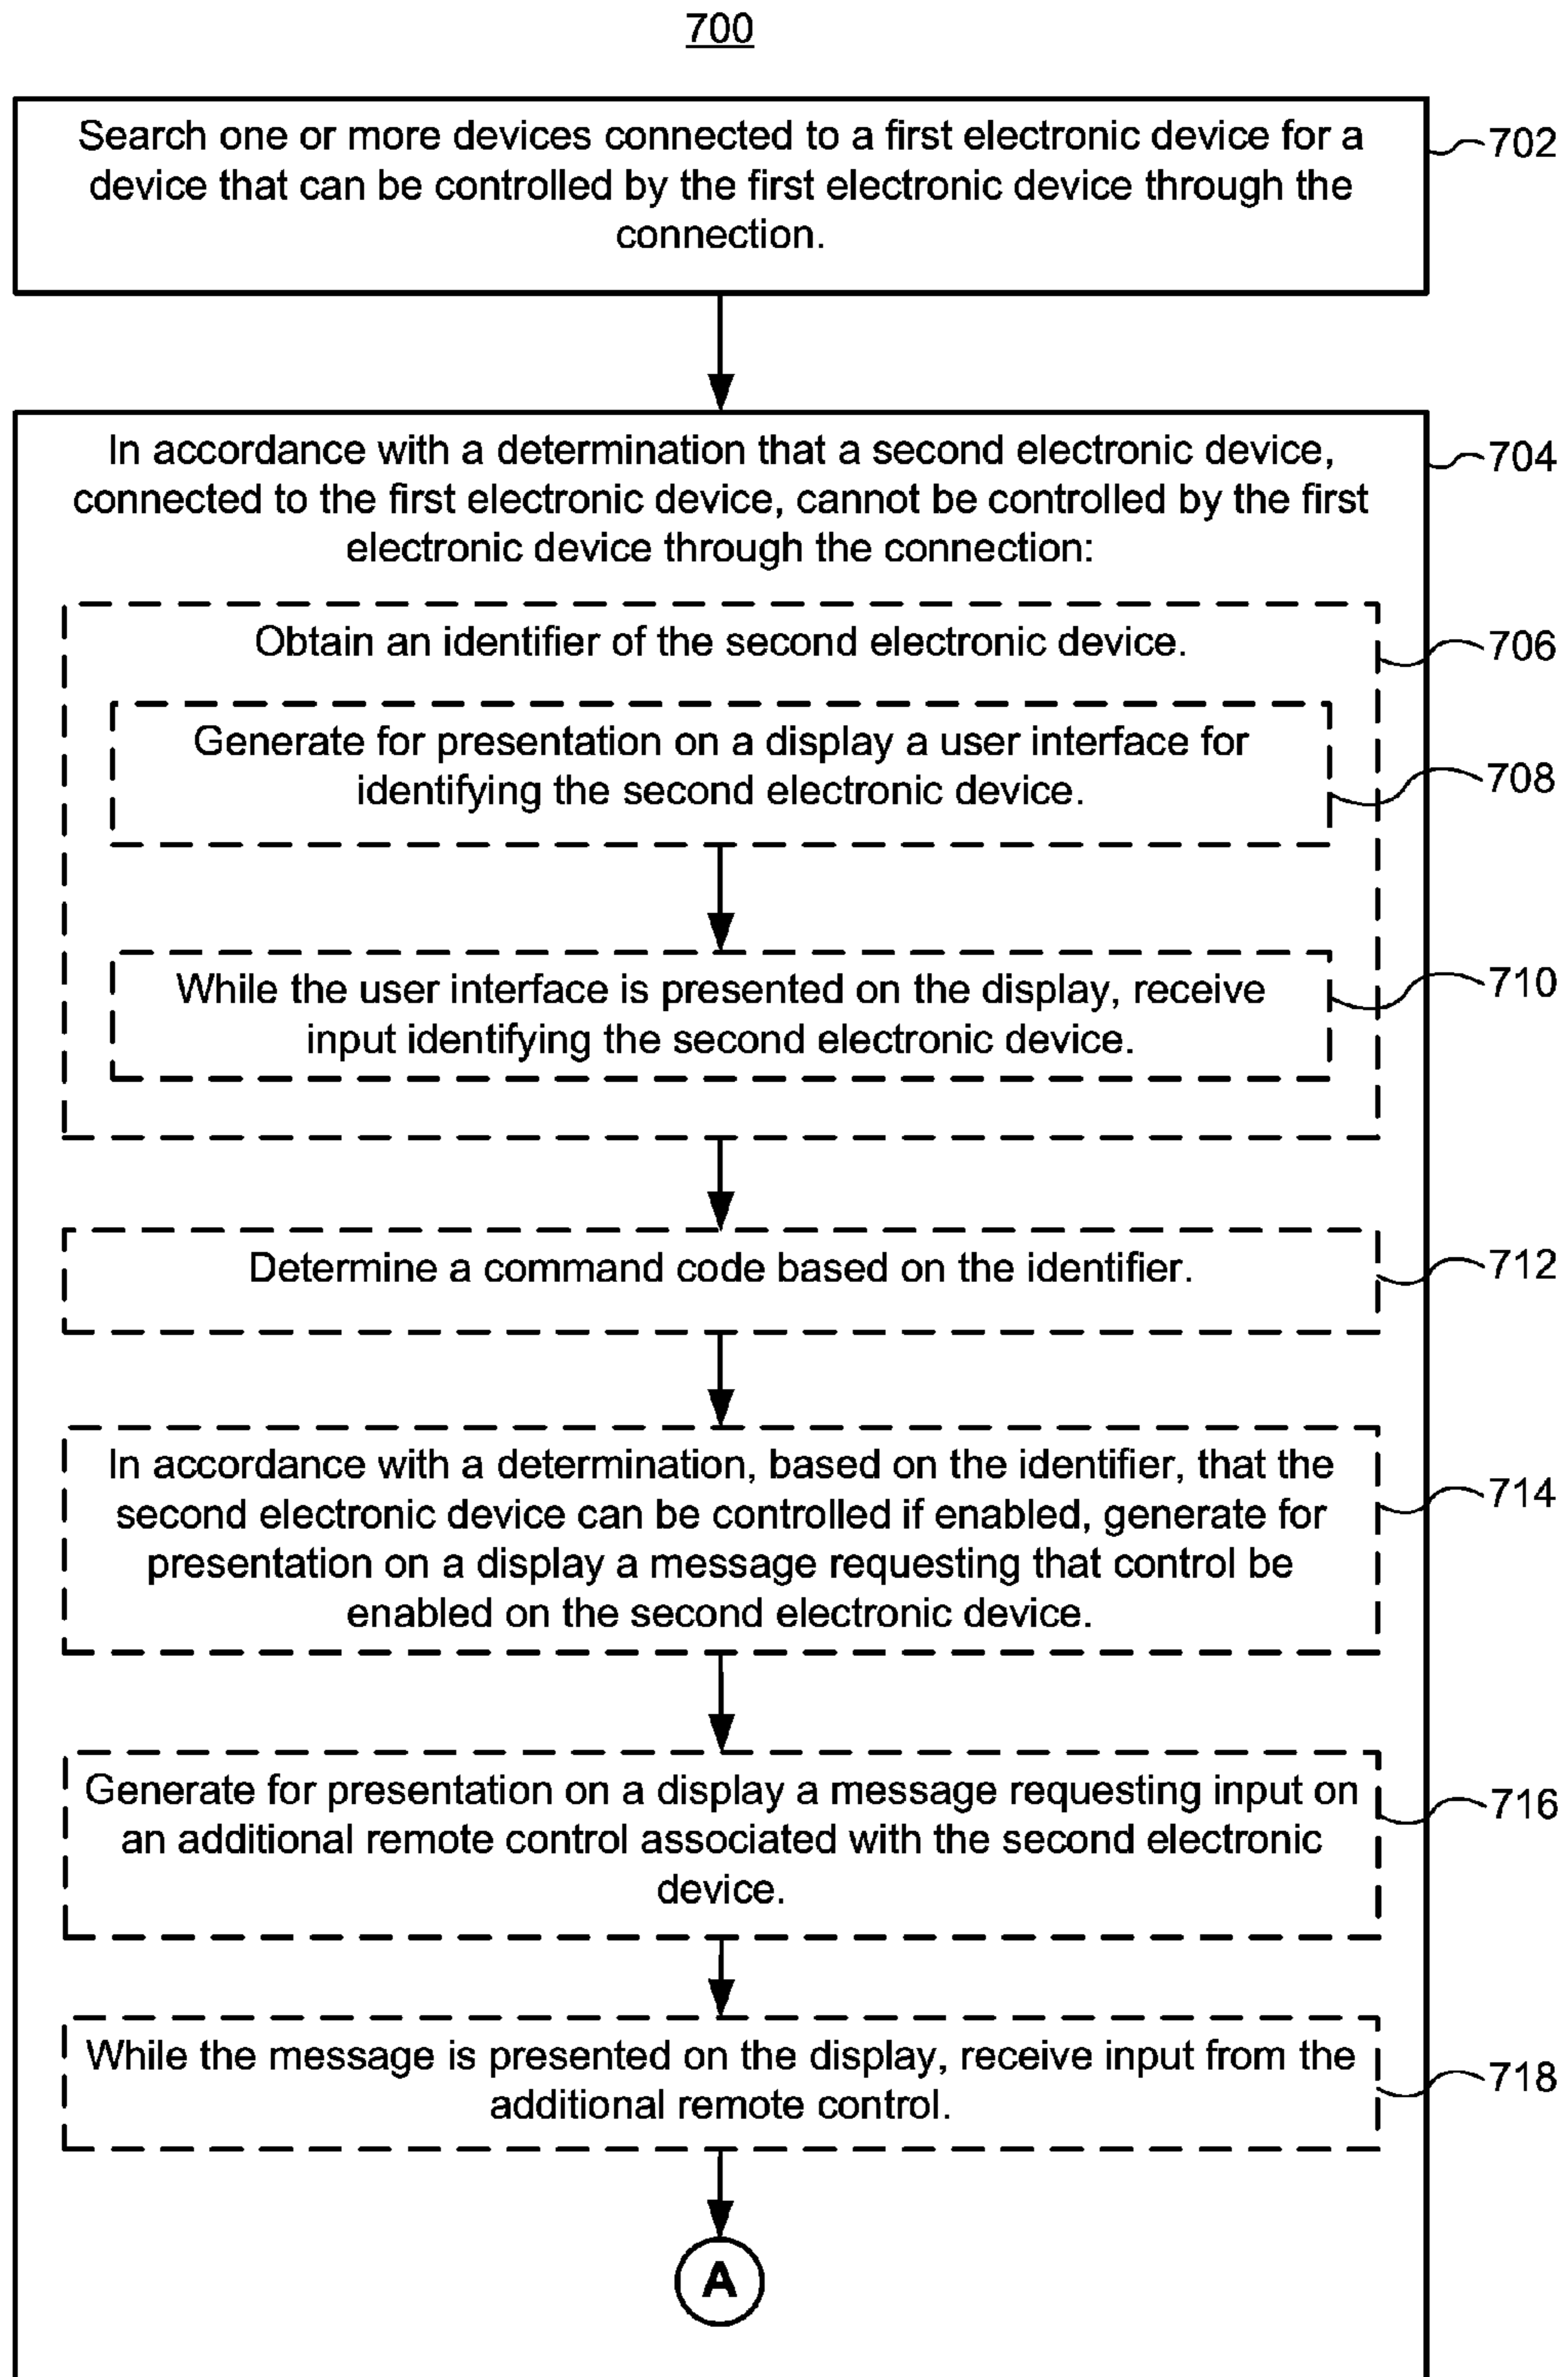 700
Search one or more devices connected to a first electronic device for a
device that can be controlled by the first electronic device through the
connection.
702
In accordance with a determination that a second electronic device,
connected to the first electronic device, cannot be controlled by the first
electronic device through the connection:
704
Obtain an identifier of the second electronic device.
706
Generate for presentation on a display a user interface for
identifying the second electronic device.
708
While the user interface is presented on the display, receive
input identifying the second electronic device.
710
Determine a command code based on the identifier.
712
In accordance with a determination, based on the identifier, that the
second electronic device can be controlled if enabled, generate for
presentation on a display a message requesting that control be
enabled on the second electronic device.
714
Generate for presentation on a display a message requesting input on
an additional remote control associated with the second electronic
device.
716
While the message is presented on the display, receive input from the
additional remote control.
718
A